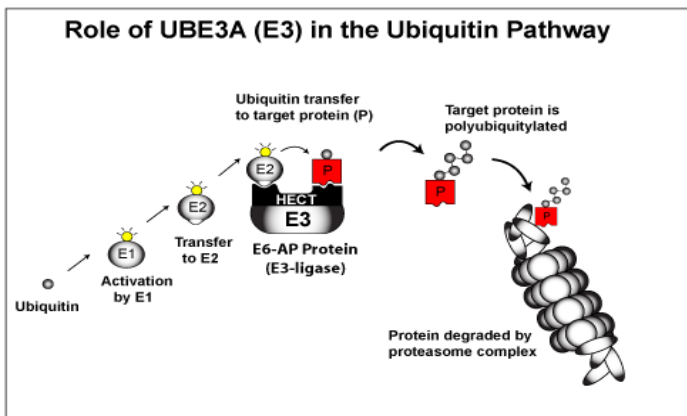 Role of UBE3A (E3) in the Ubiquitin Pathway
Ubiquitin transfer
to target protein (P)
Target protein is
polyubiquitylated
E2
P
HECT
E3
E6-AP Protein
(E3-ligase)
E2
Transfer
to E2
E1
Activation
by E1
Ubiquitin
P
P
Protein degraded by
proteasome complex